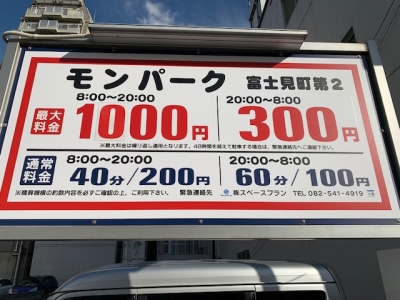 モンパーク 富士見町第2
最大料金
8:00～20:00 1000円
20:00～8:00 300円
※最大料金は繰り返し適用となります。48時間を越えて駐車する場合は、緊急連絡先へご連絡下さい。
通常料金
8:00～20:00 40分/200円
20:00～8:00 60分/100円
※精算機横の約款内容を必ずご確認の上、ご利用下さい。 緊急連絡先 (株)スペースプラン TEL 082-541-4919